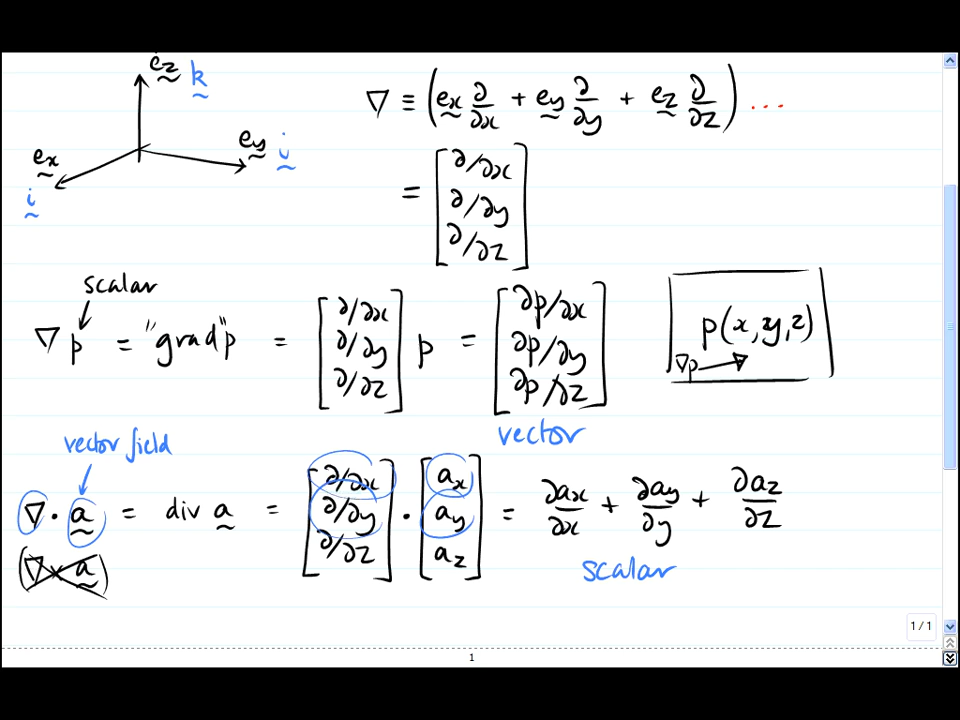 e_z k
∇ ≡ (e_x ∂/∂x + e_y ∂/∂y + e_z ∂/∂z) ...
e_x e_y
i j
= [∂/∂x ∂/∂y ∂/∂z]
scalar
∇p = "grad"p = [∂/∂x ∂/∂y ∂/∂z] p = [∂p/∂x ∂p/∂y ∂p/∂z]
p(x,y,z)
∇p
vector
vector field
∇ · a = div a = [∂/∂x ∂/∂y ∂/∂z] · [a_x a_y a_z] = ∂a_x/∂x + ∂a_y/∂y + ∂a_z/∂z
(∇ × a)
scalar
1 / 1
1